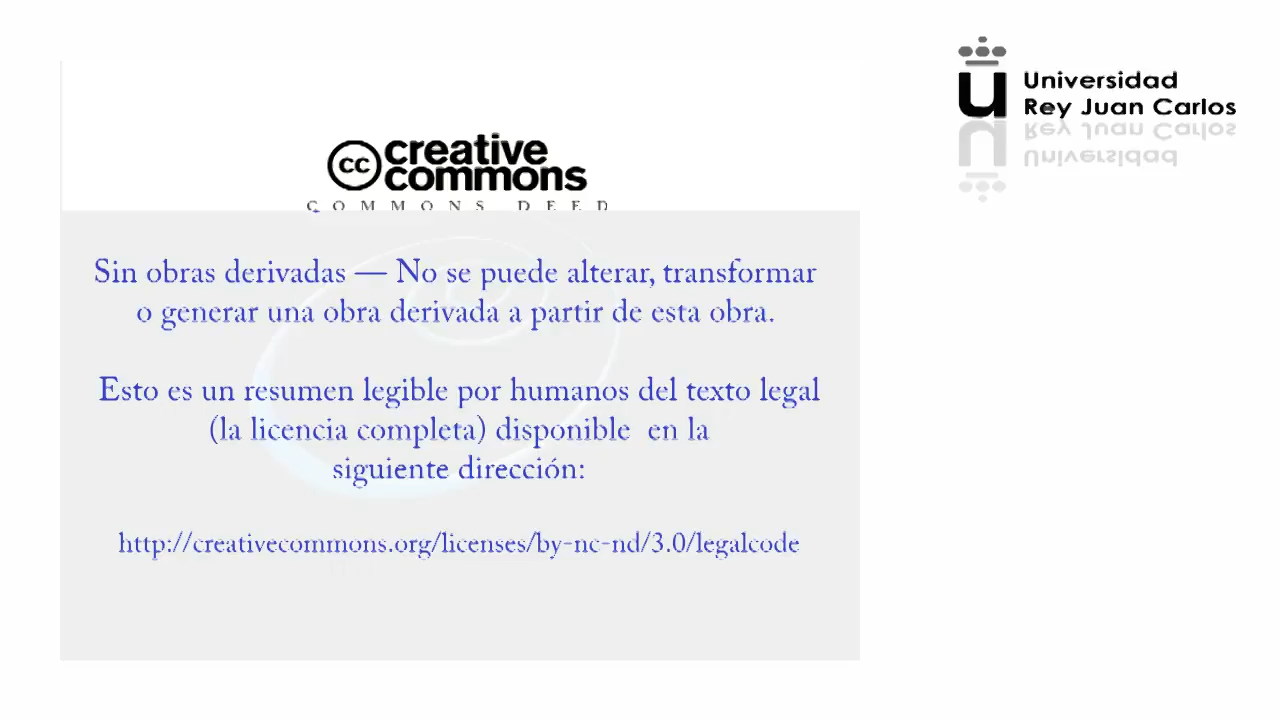 Universidad
Rey Juan Carlos
cc creative
commons
COMMONS DEED
Sin obras derivadas — No se puede alterar, transformar
o generar una obra derivada a partir de esta obra.
Esto es un resumen legible por humanos del texto legal
(la licencia completa) disponible en la
siguiente dirección:
http://creativecommons.org/licenses/by-nc-nd/3.0/legalcode